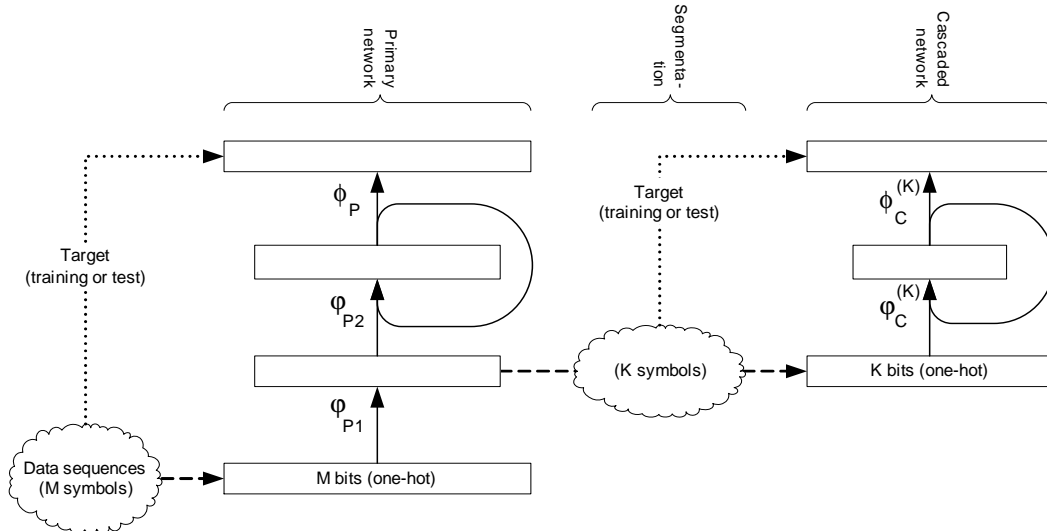 Primary
network
Segmenta-
tion
Cascaded
network
ϕ P
Target
(training or test)
φ P2
φ P1
Data sequences
(M symbols)
M bits (one-hot)
Target
(training or test)
(K symbols)
ϕ C (K)
φ C (K)
K bits (one-hot)